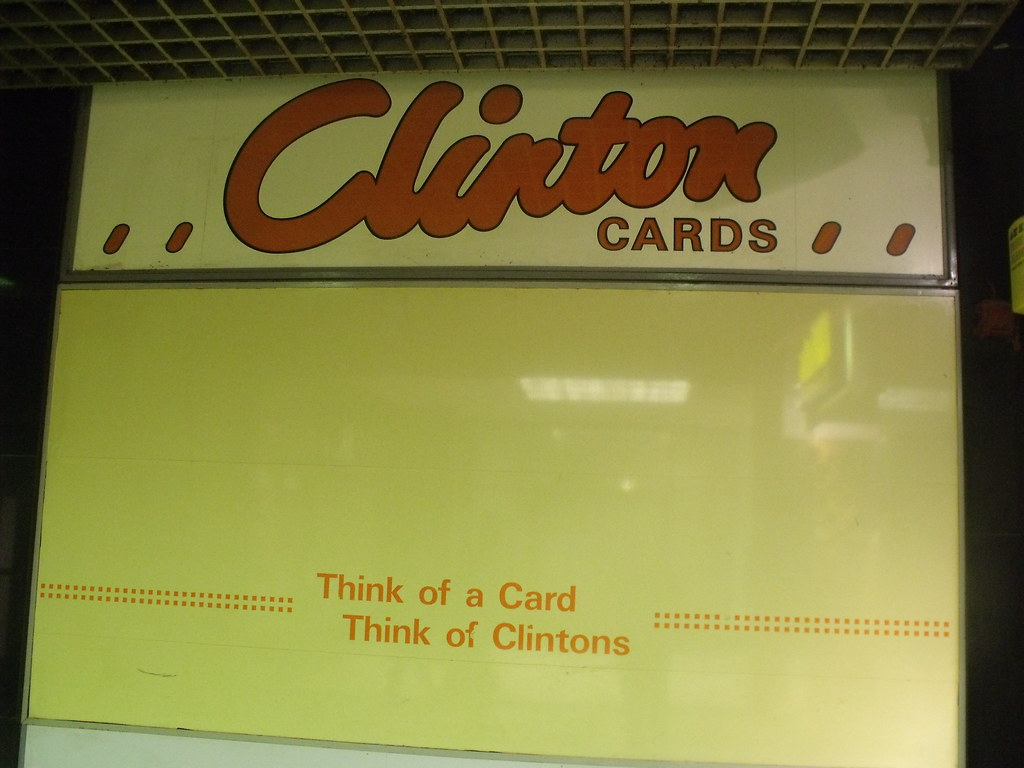 Clinton
CARDS
Think of a Card
Think of Clintons